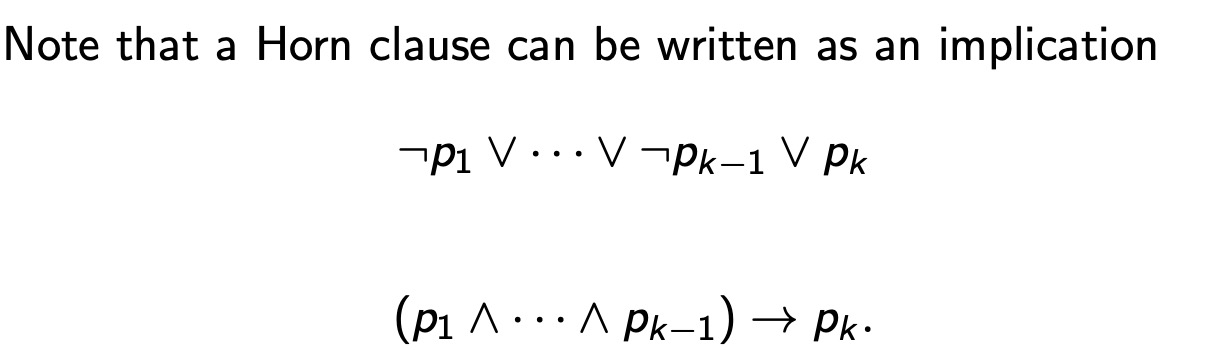 Note that a Horn clause can be written as an implication
¬p₁ ∨ ⋯ ∨ ¬pₖ₋₁ ∨ pₖ
(p₁ ∧ ⋯ ∧ pₖ₋₁) → pₖ.